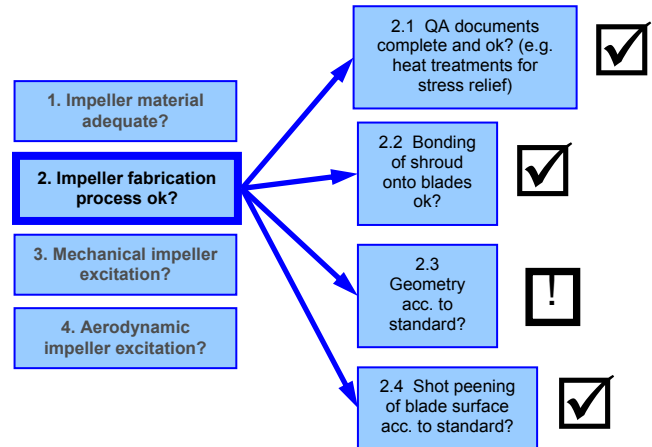 1. Impeller material
adequate?
2. Impeller fabrication
process ok?
3. Mechanical impeller
excitation?
4. Aerodynamic
impeller excitation?
2.1 QA documents
complete and ok? (e.g.
heat treatments for
stress relief)
2.2 Bonding
of shroud
onto blades
ok?
2.3
Geometry
acc. to
standard?
!
2.4 Shot peening
of blade surface
acc. to standard?